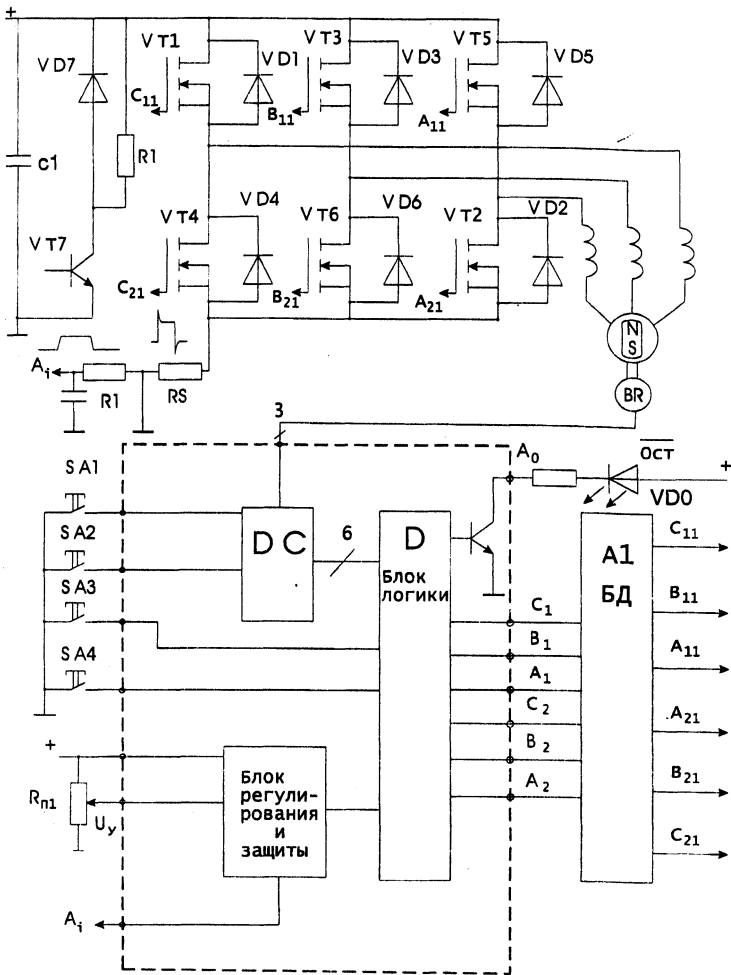 +
VT1
VT3
VT5
VD7
VD1
VD3
VD5
C11
B11
A11
C1
R1
VD4
VD6
VD2
VT7
VT4
VT6
VT2
C21
B21
A21
N
S
Ai
R1
RS
BR
3
A0
ОСТ
+
VD0
SA1
SA2
SA3
SA4
DC
6
D
Блок
логики
A1
БД
C11
B11
A11
A21
B21
C21
C1
B1
A1
C2
B2
A2
+
Rп1
Uу
Блок
регули-
рования
и
защиты
Ai